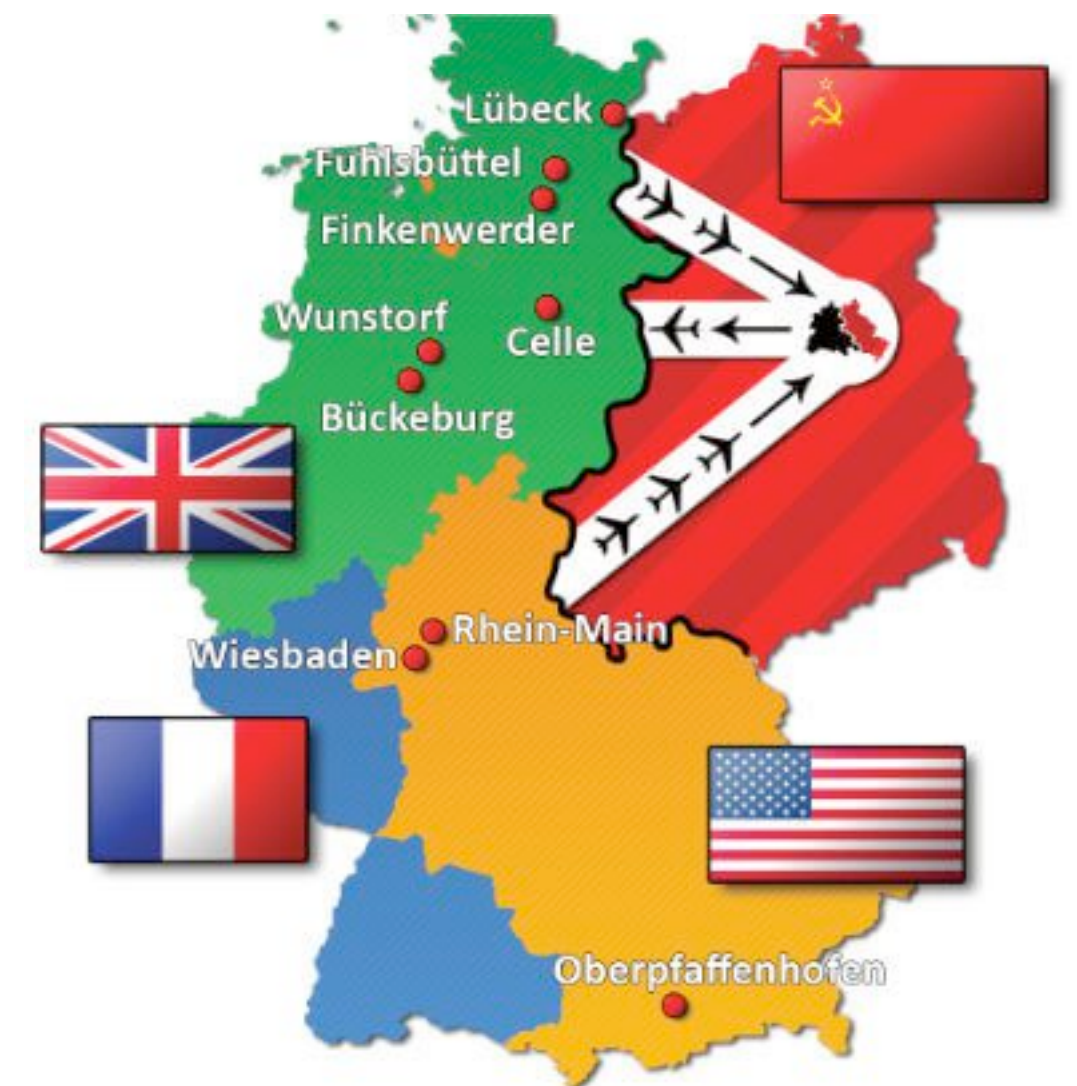 Lübeck
Fuhlsbüttel
Finkenwerder
Wunstorf
Celle
Bückeburg
Rhein-Main
Wiesbaden
Oberpfaffenhofen